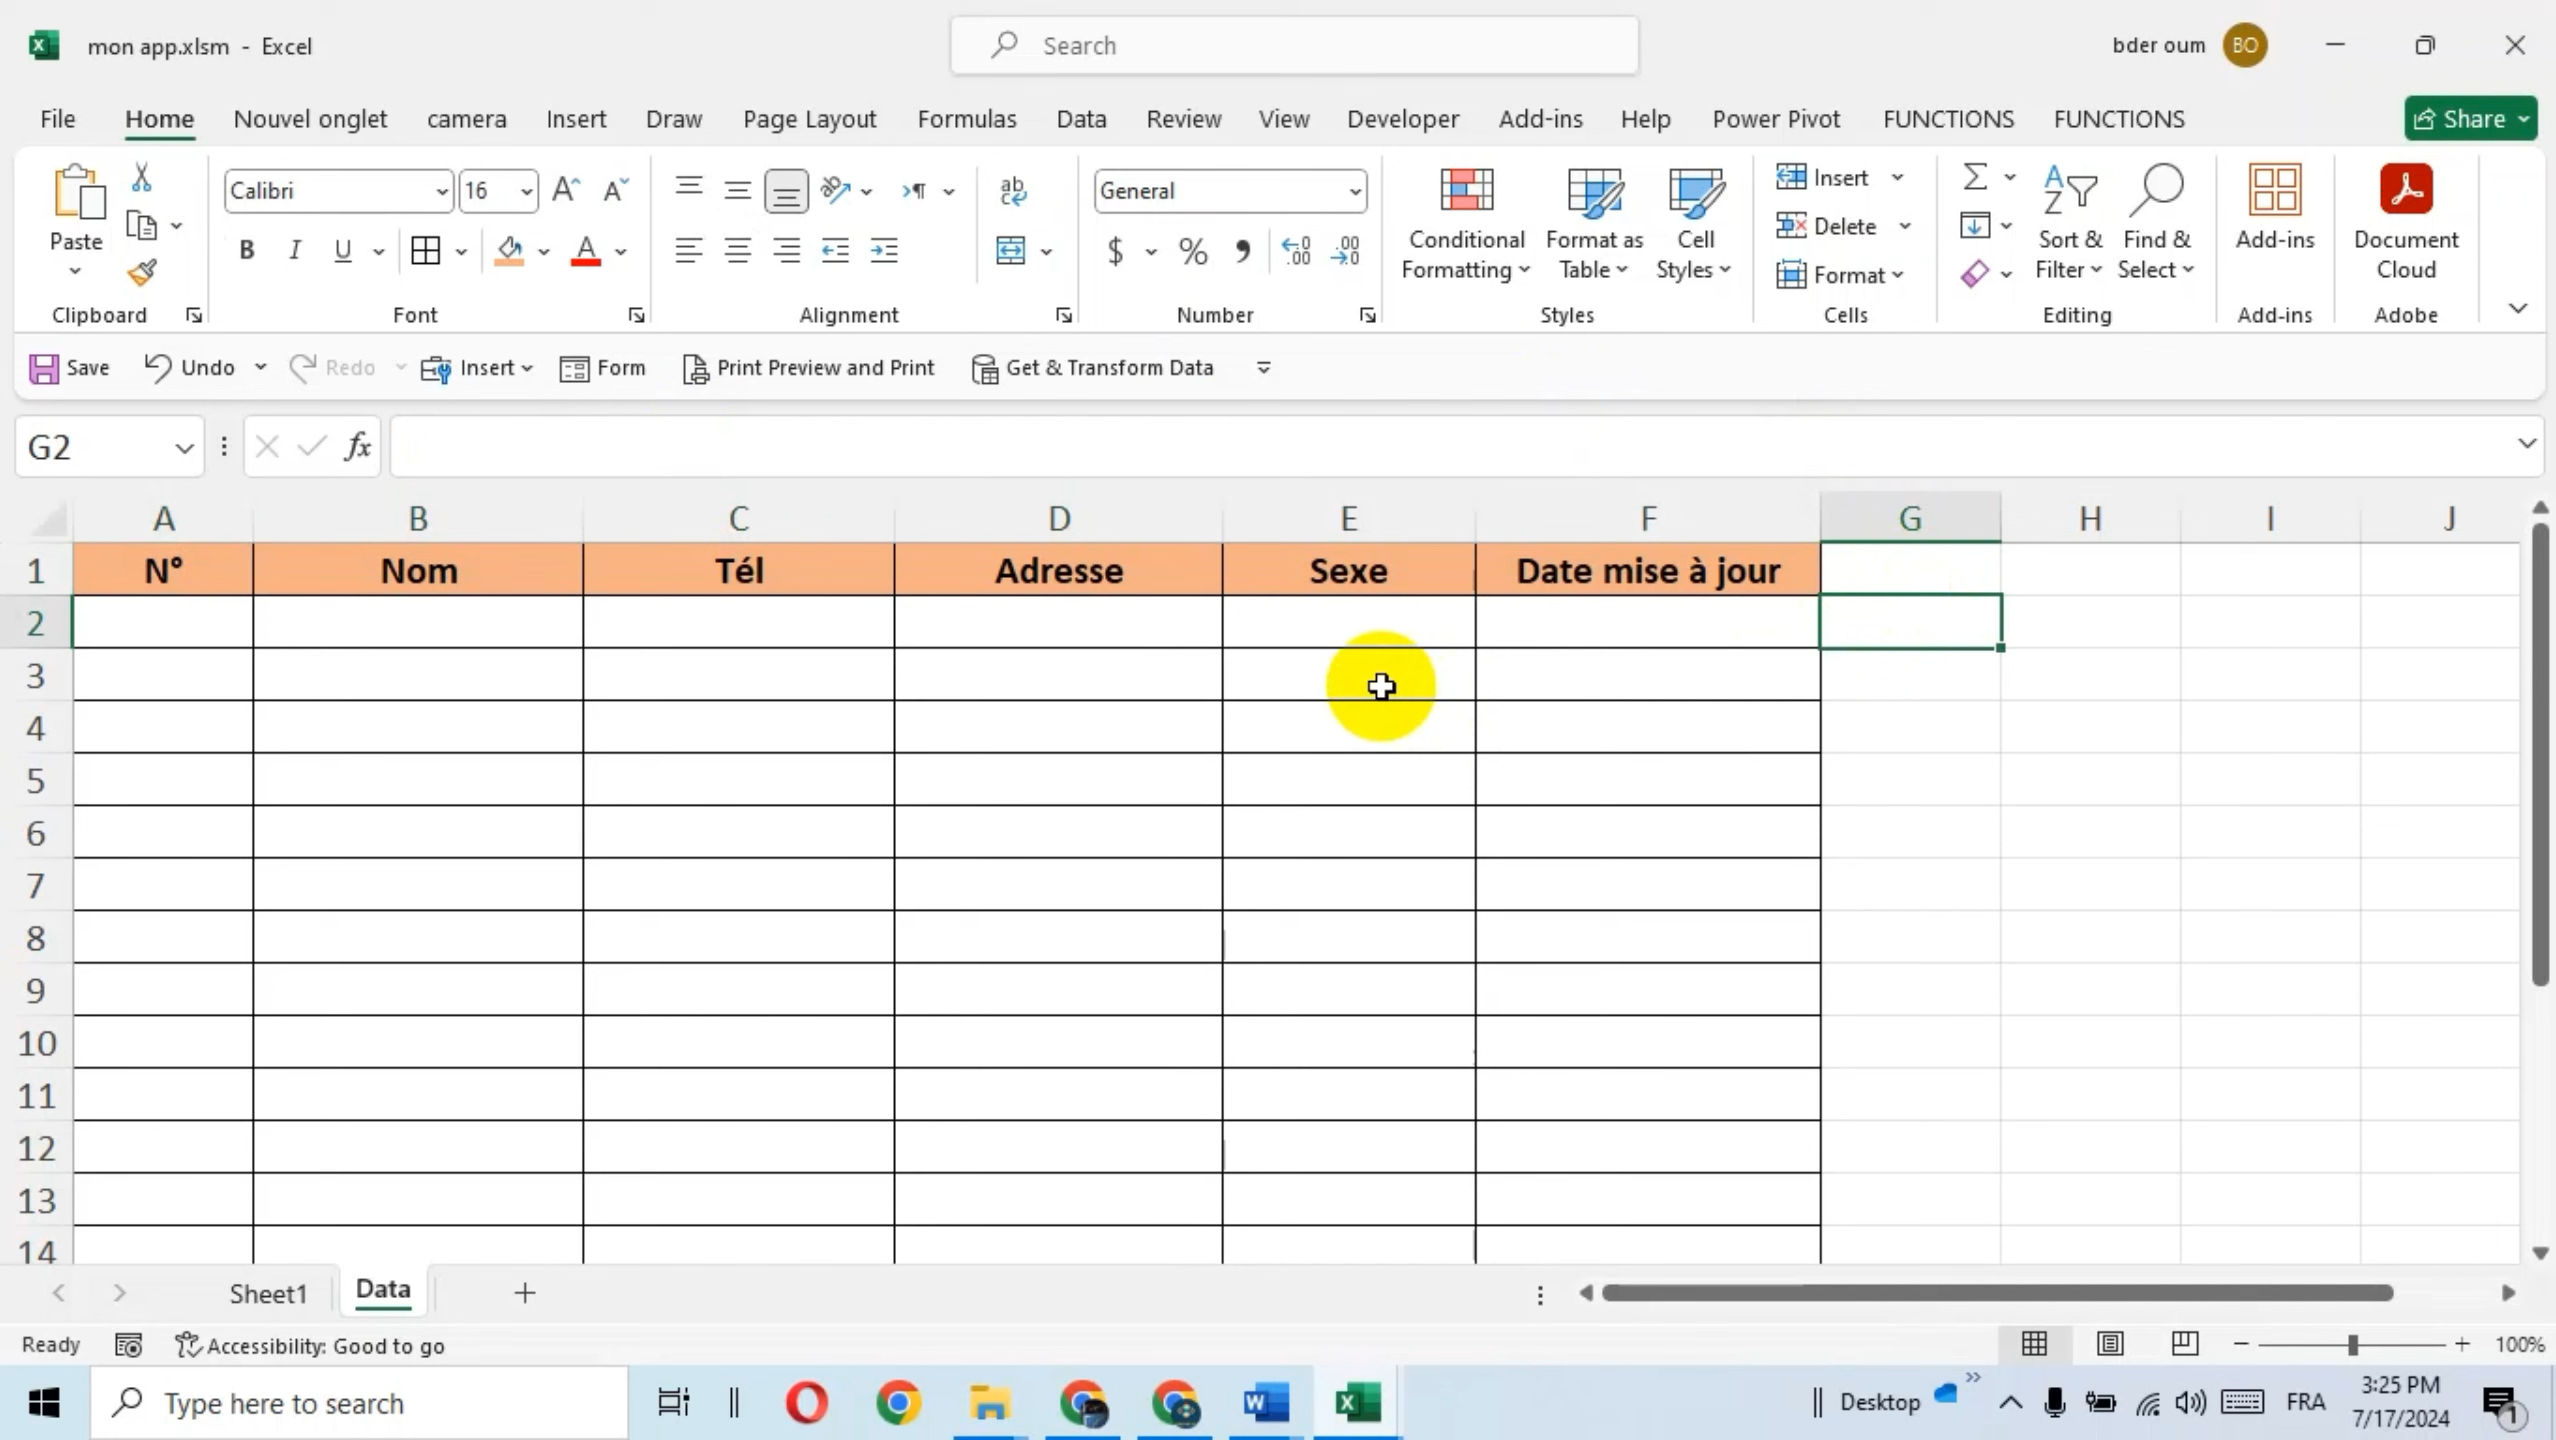 mon app.xlsm - Excel
Search
bder oum
BO
File Home Nouvel onglet camera Insert Draw Page Layout Formulas Data Review View Developer Add-ins Help Power Pivot FUNCTIONS FUNCTIONS
Share
Paste
Clipboard
Calibri
16
B I U
Font
ab
Alignment
General
$ %
Number
Conditional Formatting
Format as Table
Cell Styles
Styles
Insert
Delete
Format
Cells
Sort & Filter
Find & Select
Editing
Add-ins
Add-ins
Document Cloud
Adobe
Save Undo Redo Insert Form Print Preview and Print Get & Transform Data
G2
fx
A B C D E F G H I J
1 N° Nom Tél Adresse Sexe Date mise à jour
2
3
4
5
6
7
8
9
10
11
12
13
14
Sheet1 Data
Ready Accessibility: Good to go
100%
Type here to search
Desktop
FRA
3:25 PM
7/17/2024
1